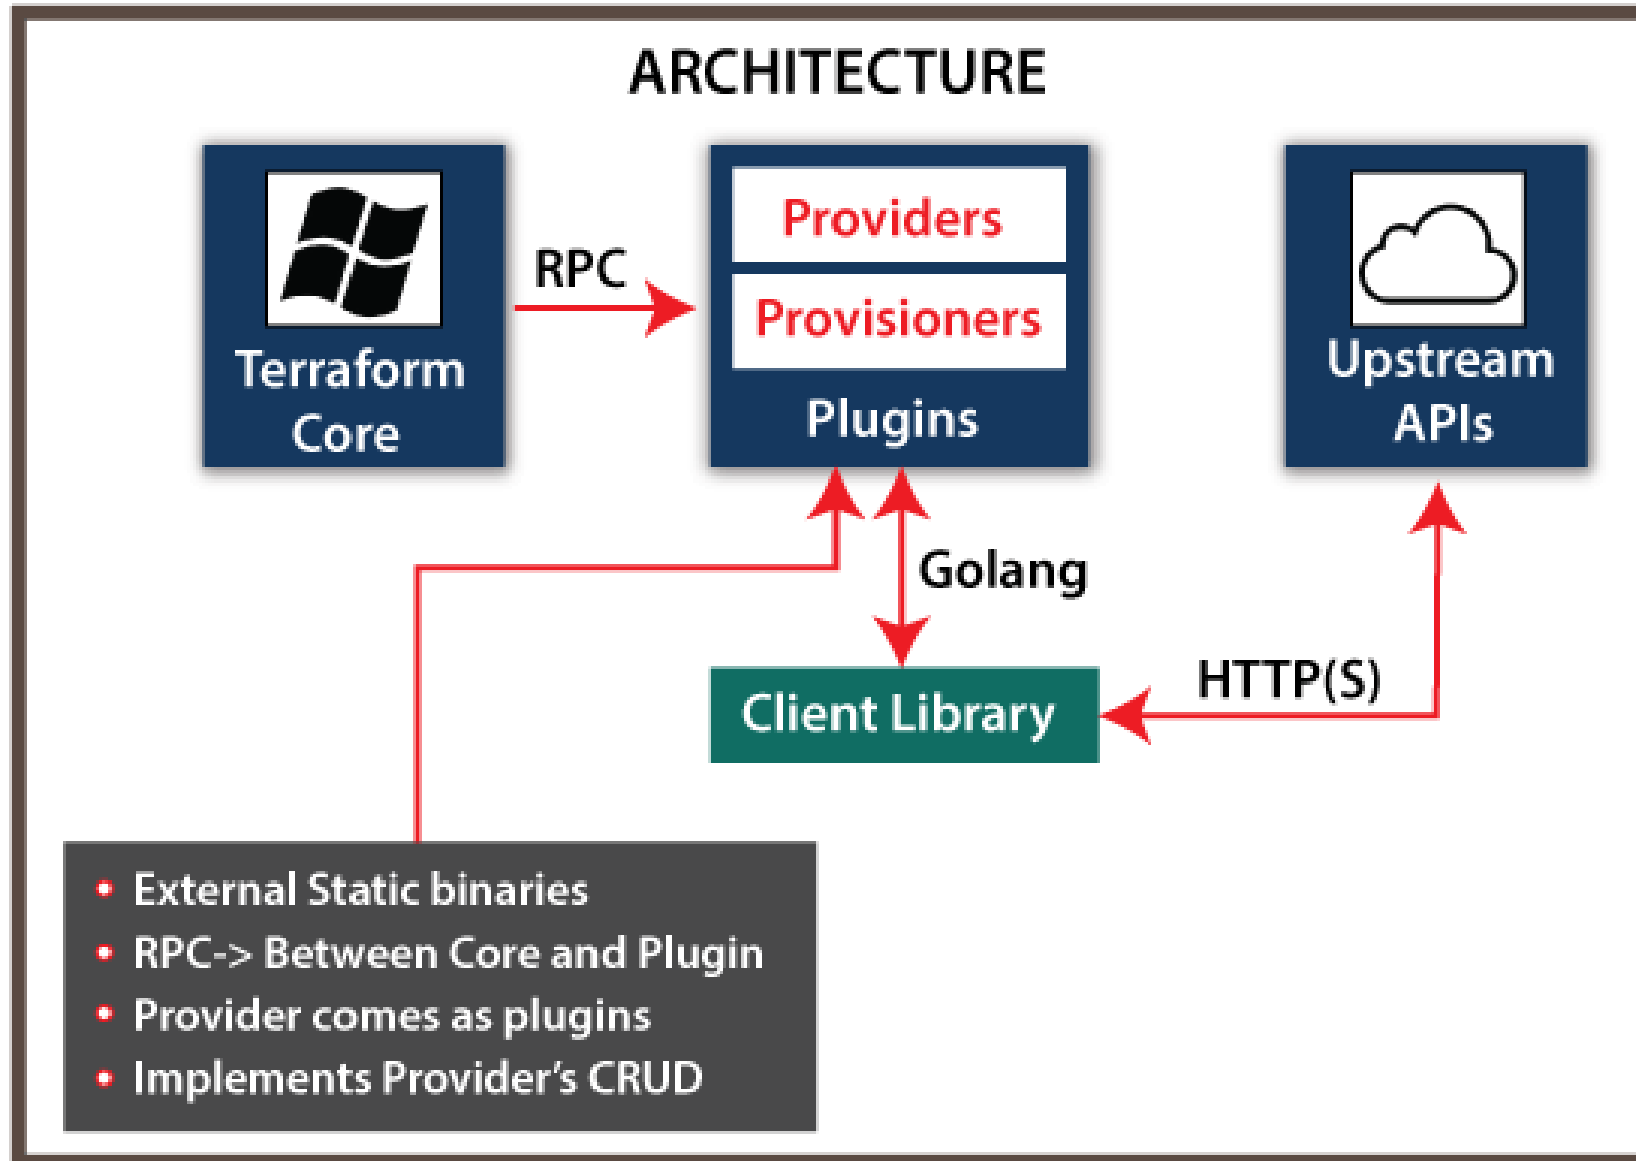 ARCHITECTURE
Terraform
Core
RPC
Providers
Provisioners
Plugins
Upstream
APIs
Golang
Client Library
HTTP(S)
• External Static binaries
• RPC-> Between Core and Plugin
• Provider comes as plugins
• Implements Provider’s CRUD